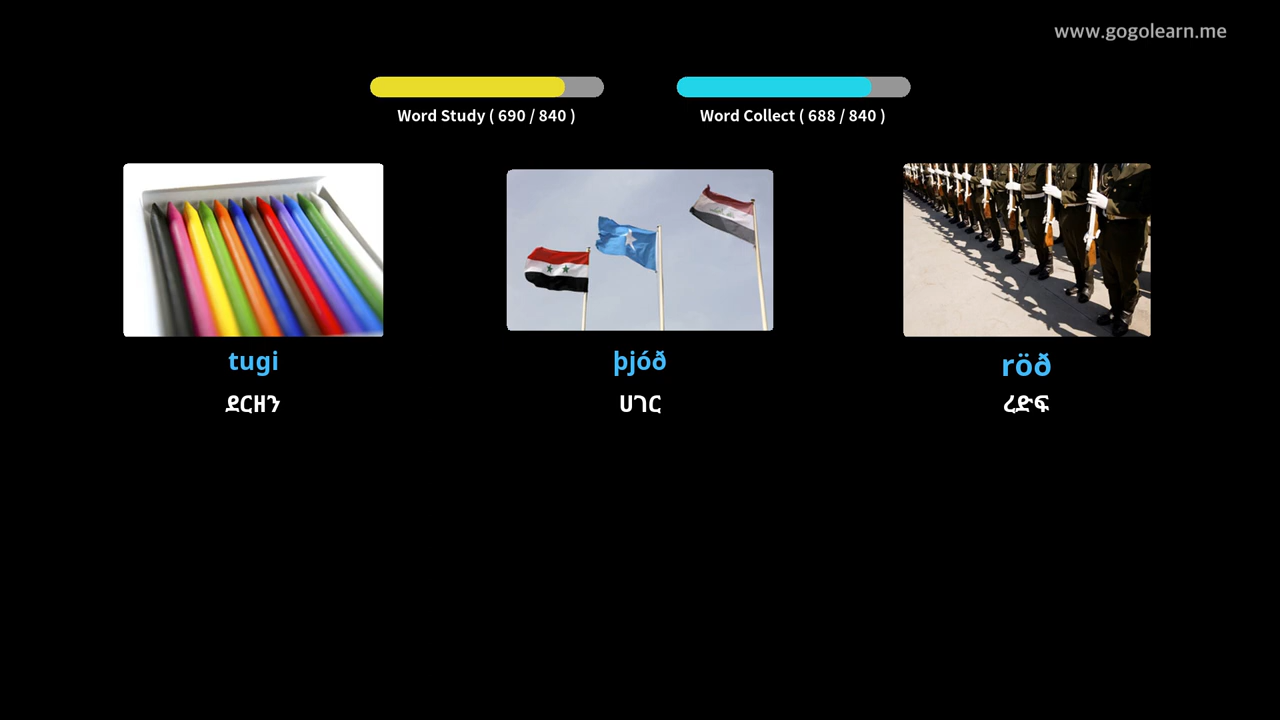 www.gogolearn.me
Word Study ( 690 / 840 )
Word Collect ( 688 / 840 )
tugi
þjóð
röð
ደርዘን
ሀገር
ረድፍ